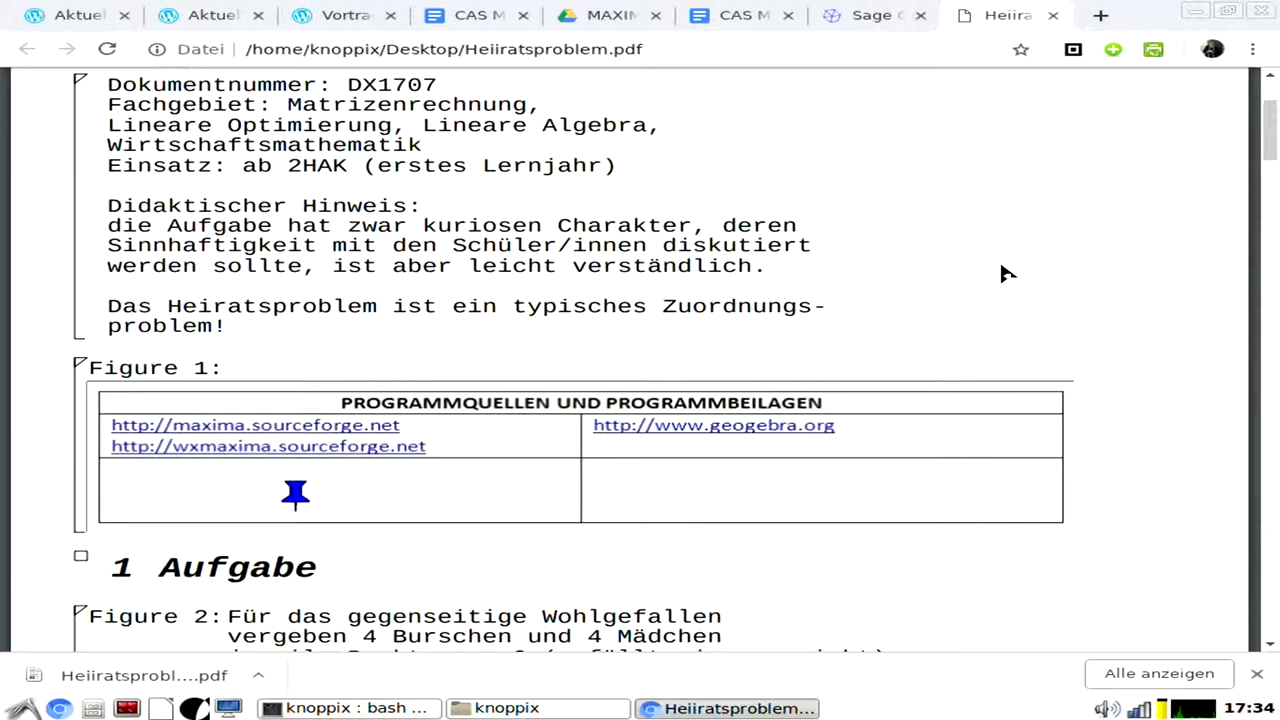 Aktue
Aktuel
Vortra
CAS M
MAXIM
CAS M
Sage
Heiira
Datei
/home/knoppix/Desktop/Heiiratsproblem.pdf
Dokumentnummer: DX1707
Fachgebiet: Matrizenrechnung,
Lineare Optimierung, Lineare Algebra,
Wirtschaftsmathematik
Einsatz: ab 2HAK (erstes Lernjahr)
Didaktischer Hinweis:
die Aufgabe hat zwar kuriosen Charakter, deren
Sinnhaftigkeit mit den Schüler/innen diskutiert
werden sollte, ist aber leicht verständlich.
Das Heiratsproblem ist ein typisches Zuordnungs-
problem!
Figure 1:
PROGRAMMQUELLEN UND PROGRAMMBEILAGEN
http://maxima.sourceforge.net
http://www.geogebra.org
http://wxmaxima.sourceforge.net
1 Aufgabe
Figure 2: Für das gegenseitige Wohlgefallen
vergeben 4 Burschen und 4 Mädchen
Heiiratsprobl....pdf
Alle anzeigen
knoppix : bash ...
knoppix
Heiiratsproblem...
17:34